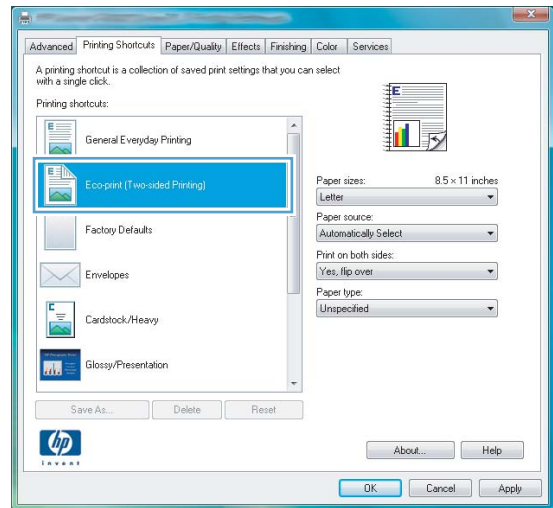 Advanced Printing Shortcuts Paper/Quality Effects Finishing Color Services
A printing shortcut is a collection of saved print settings that you can select
with a single click.
Printing shortcuts:
General Everyday Printing
Eco-print (Two-sided Printing)
Factory Defaults
Envelopes
Cardstock/Heavy
Glossy/Presentation
Save As... Delete Reset
E
Paper sizes: 8.5 × 11 inches
Letter
Paper source:
Automatically Select
Print on both sides:
Yes, flip over
Paper type:
Unspecified
hp
invent
About... Help
OK Cancel Apply